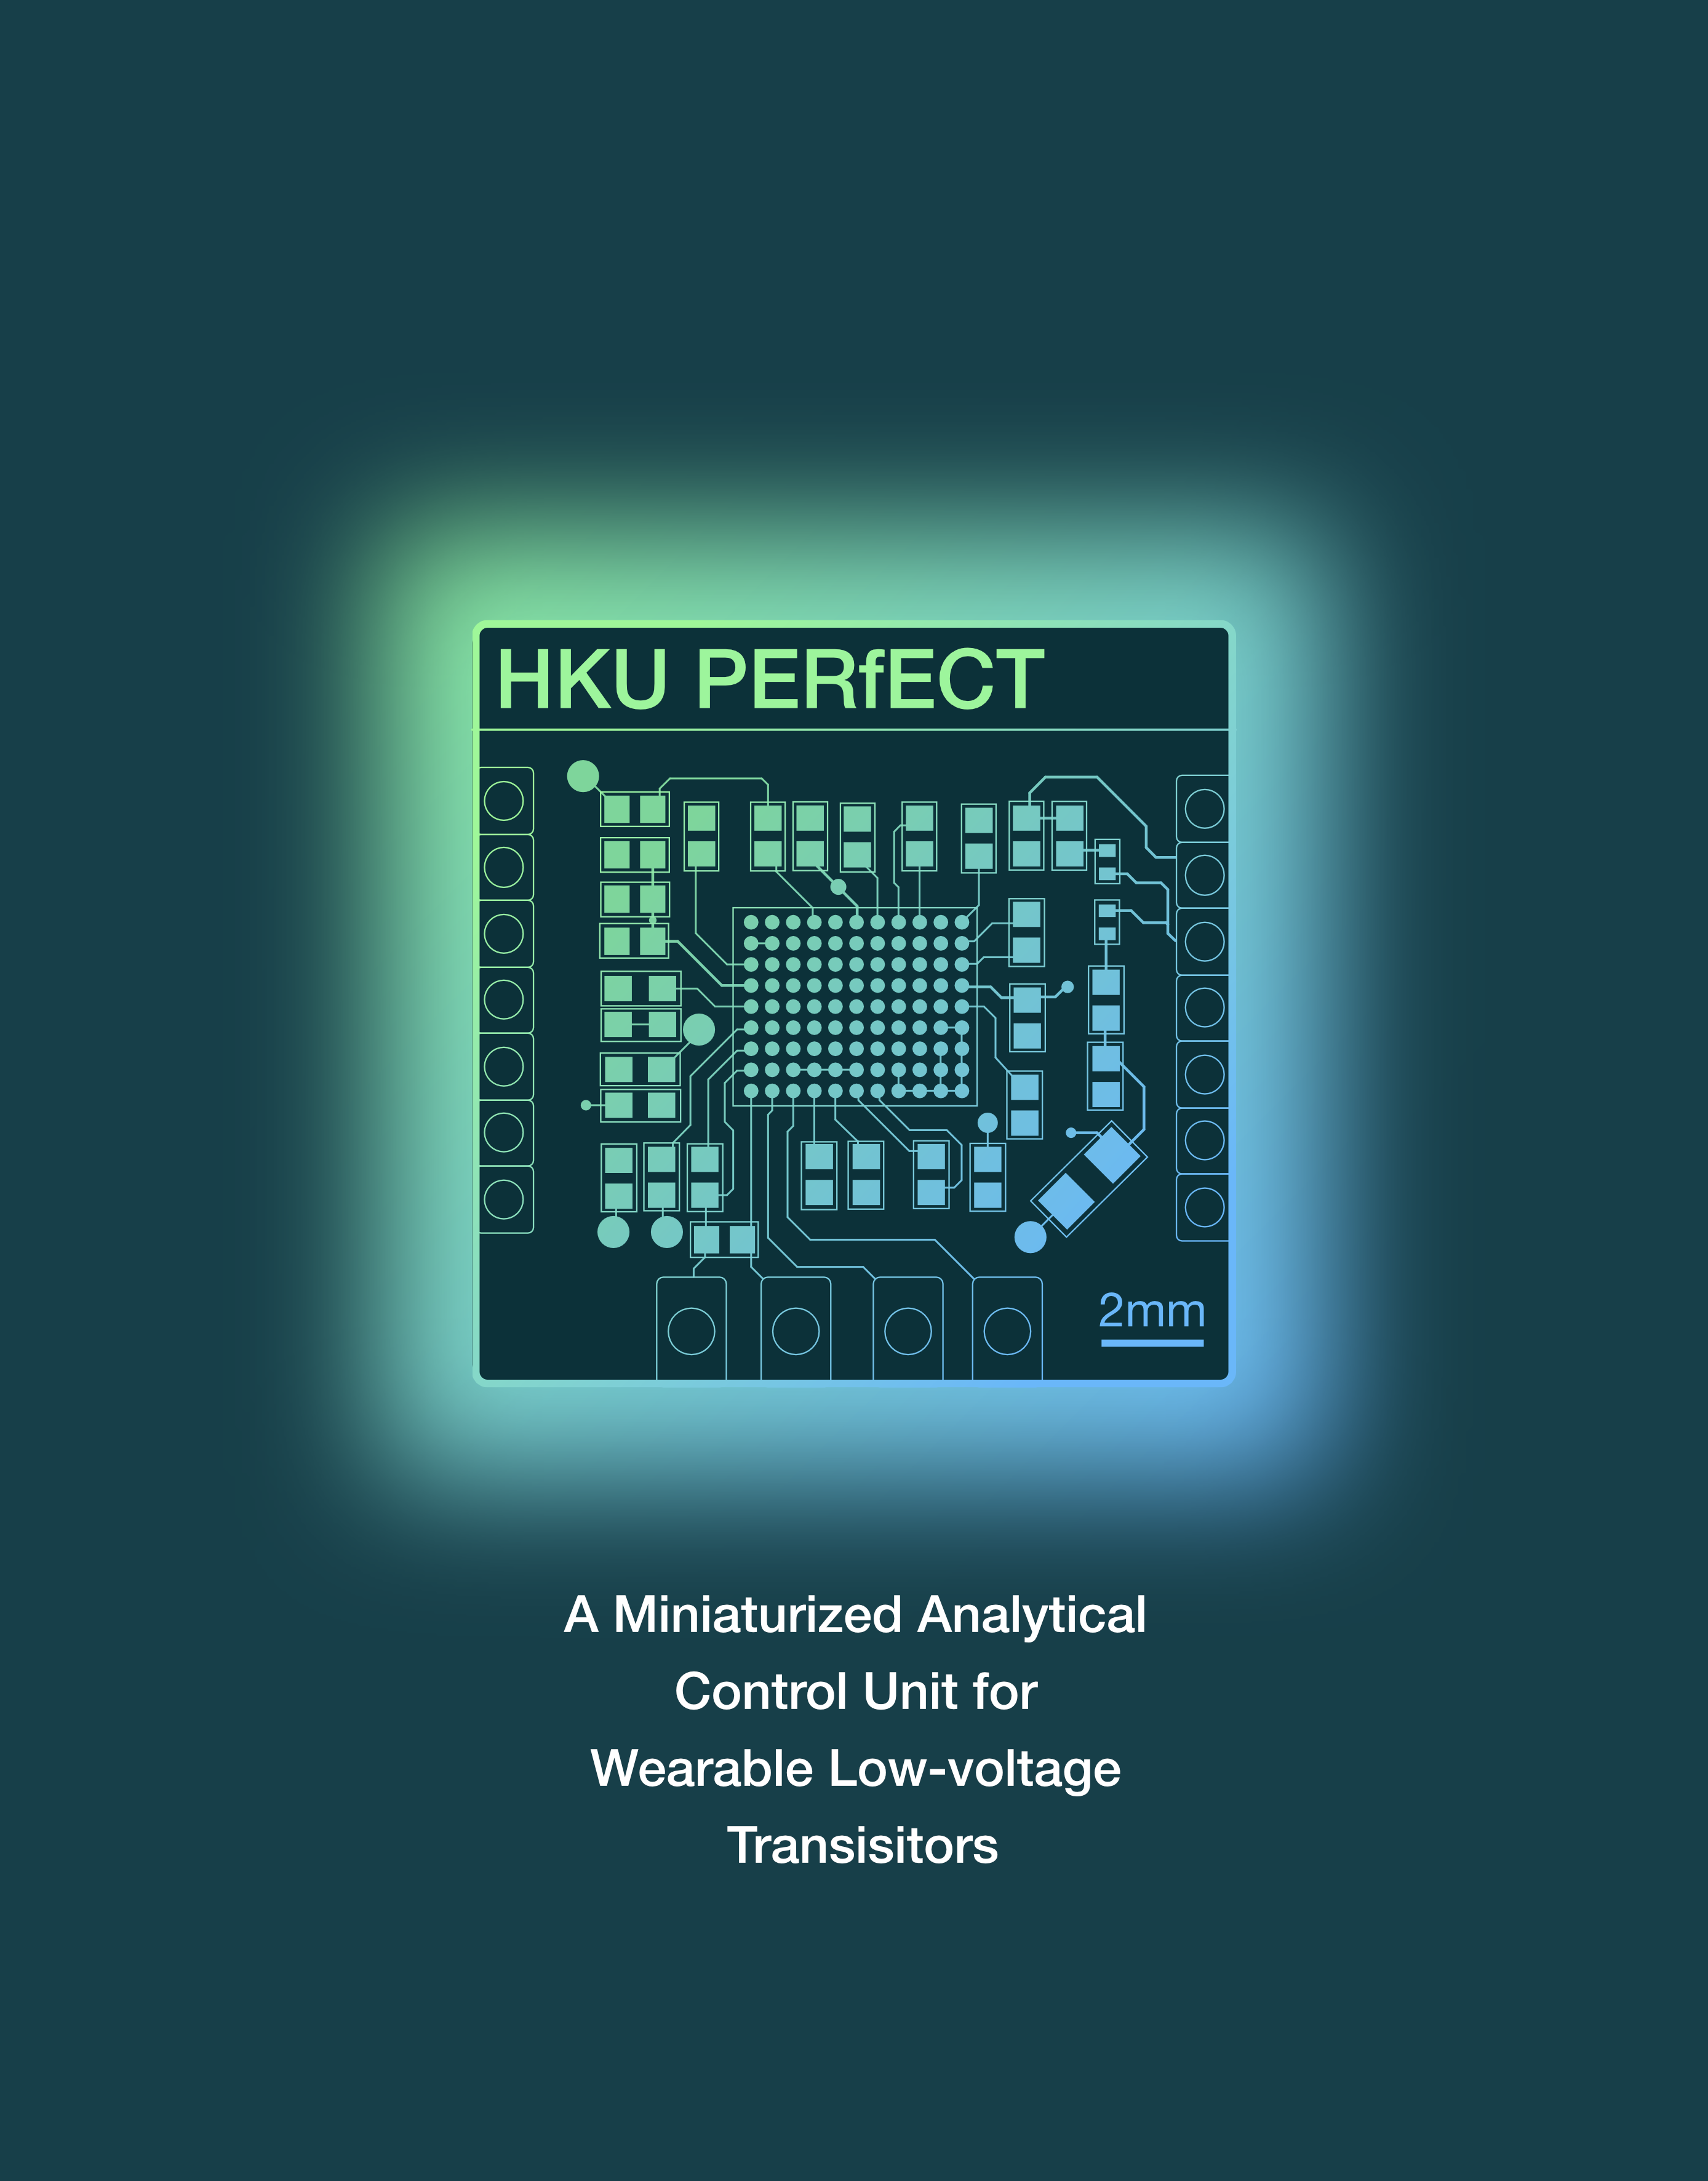 HKU PERfECT
2mm
A Miniaturized Analytical
Control Unit for
Wearable Low-voltage
Transisitors